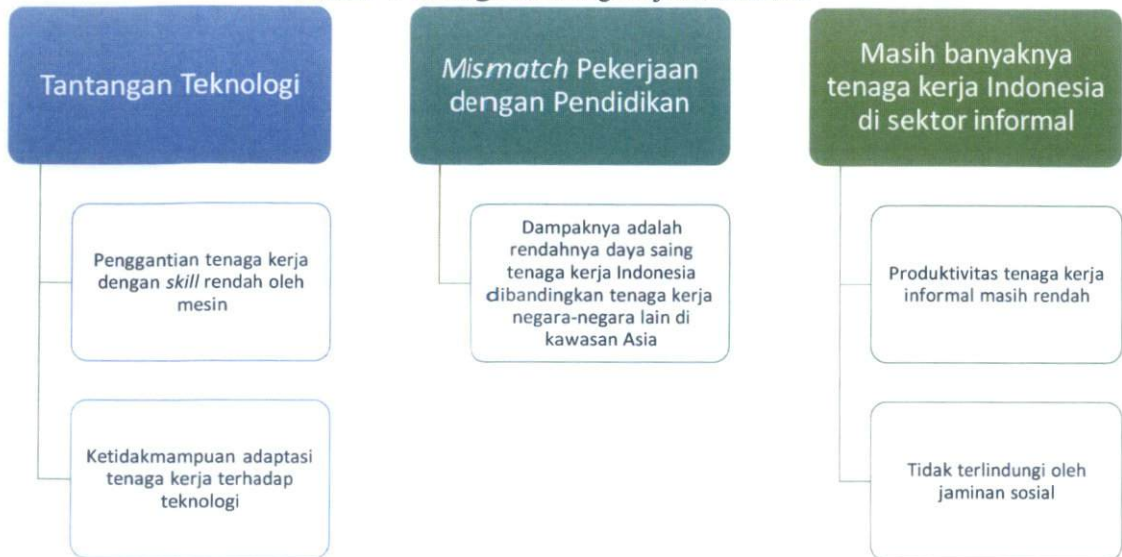 Tantangan Teknologi
Penggantian tenaga kerja
dengan skill rendah oleh
mesin
Ketidakmampuan adaptasi
tenaga kerja terhadap
teknologi
Mismatch Pekerjaan
dengan Pendidikan
Dampaknya adalah
rendahnya daya saing
tenaga kerja Indonesia
dibandingkan tenaga kerja
negara-negara lain di
kawasan Asia
Masih banyaknya
tenaga kerja Indonesia
di sektor informal
Produktivitas tenaga kerja
informal masih rendah
Tidak terlindungi oleh
jaminan sosial